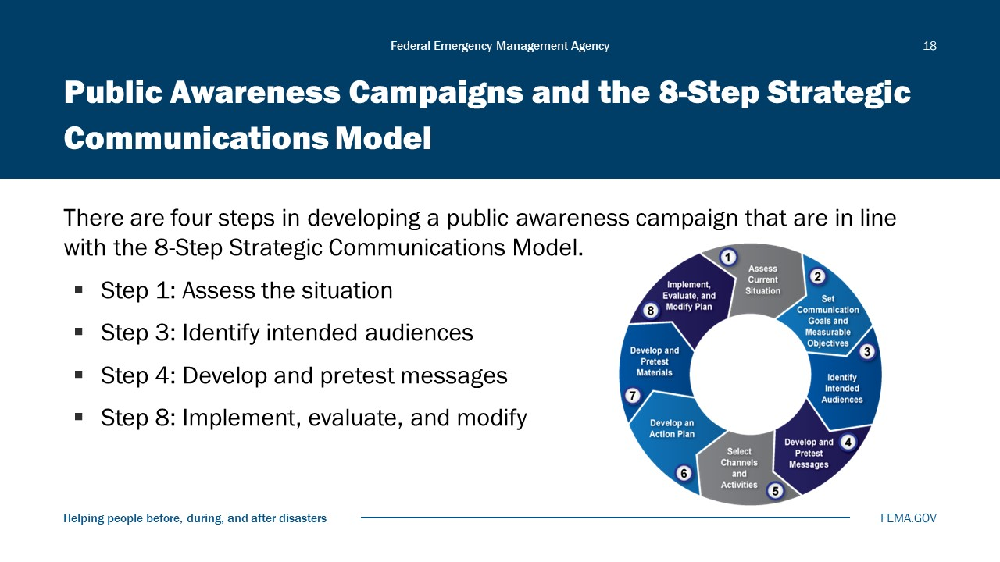 Federal Emergency Management Agency
18
Public Awareness Campaigns and the 8-Step Strategic
Communications Model
There are four steps in developing a public awareness campaign that are in line
with the 8-Step Strategic Communications Model.
▪ Step 1: Assess the situation
▪ Step 3: Identify intended audiences
▪ Step 4: Develop and pretest messages
▪ Step 8: Implement, evaluate, and modify
1
Assess
Current
Situation
2
Set
Communication
Goals and
Measurable
Objectives
3
Identify
Intended
Audiences
4
Develop and
Pretest
Messages
5
Select
Channels
and
Activities
6
Develop an
Action Plan
7
Develop and
Pretest
Materials
8
Implement,
Evaluate, and
Modify Plan
Helping people before, during, and after disasters
FEMA.GOV